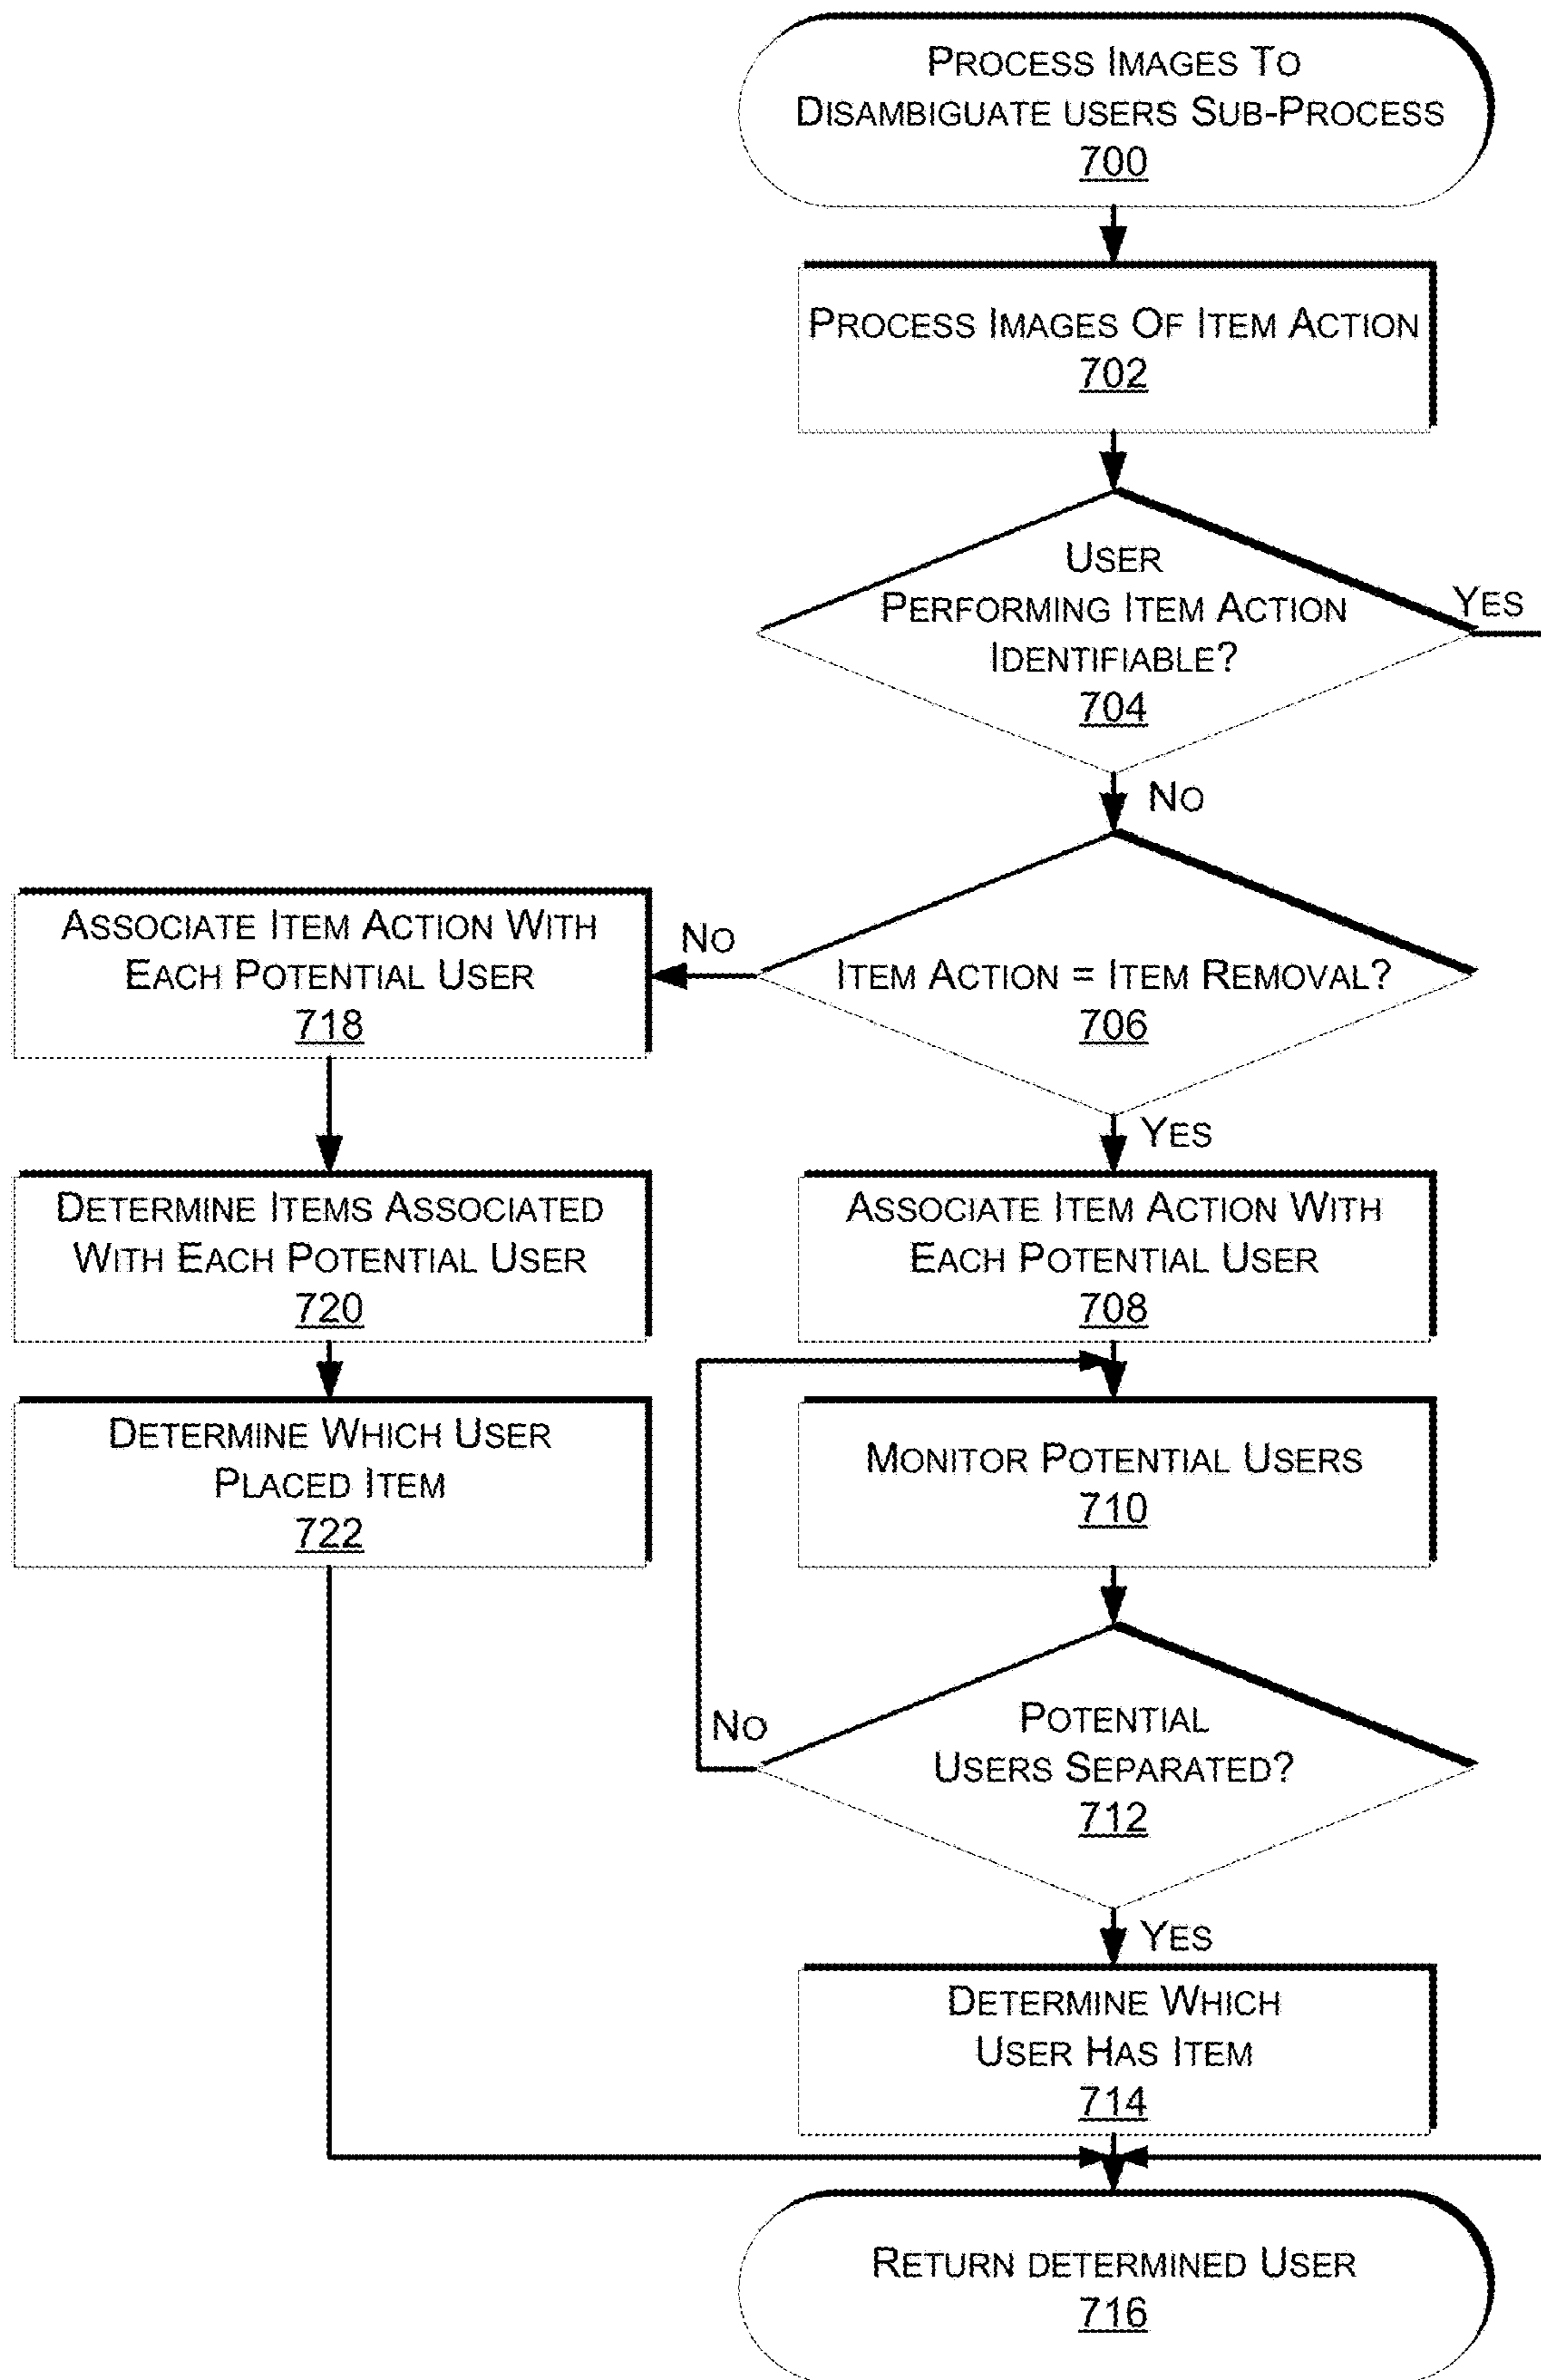 PROCESS IMAGES TO
DISAMBIGUATE USERS SUB-PROCESS
700
PROCESS IMAGES OF ITEM ACTION
702
USER
PERFORMING ITEM ACTION
IDENTIFIABLE?
704
YES
NO
ITEM ACTION = ITEM REMOVAL?
706
NO
YES
ASSOCIATE ITEM ACTION WITH
EACH POTENTIAL USER
718
DETERMINE ITEMS ASSOCIATED
WITH EACH POTENTIAL USER
720
DETERMINE WHICH USER
PLACED ITEM
722
ASSOCIATE ITEM ACTION WITH
EACH POTENTIAL USER
708
MONITOR POTENTIAL USERS
710
POTENTIAL
USERS SEPARATED?
712
NO
YES
DETERMINE WHICH
USER HAS ITEM
714
RETURN DETERMINED USER
716